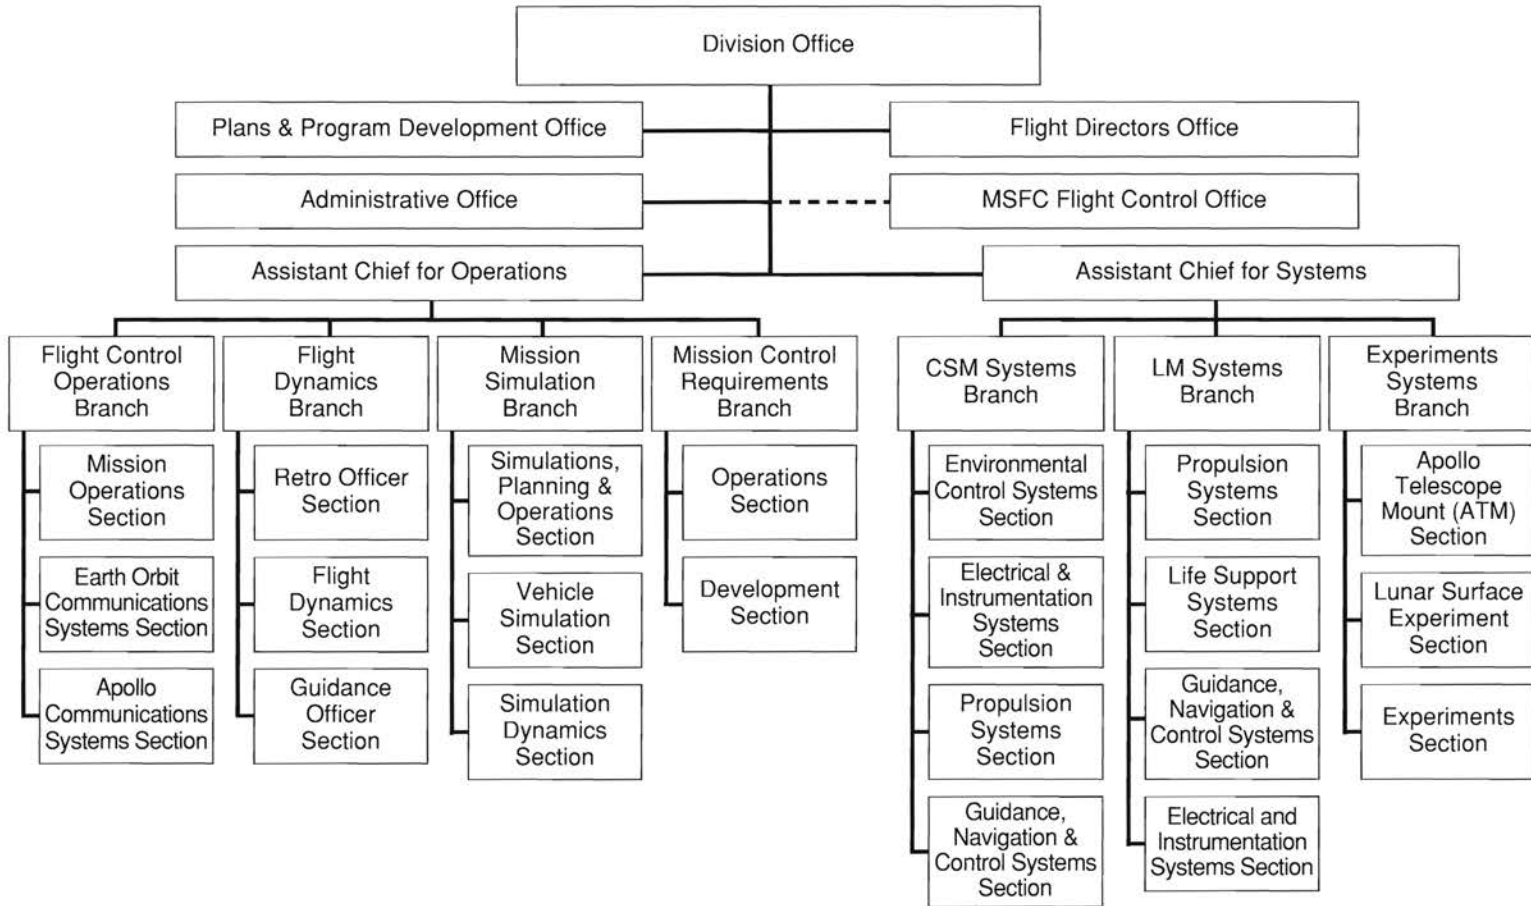 Division Office
Plans & Program Development Office
Flight Directors Office
Administrative Office
MSFC Flight Control Office
Assistant Chief for Operations
Assistant Chief for Systems
Flight Control
Operations
Branch
Flight
Dynamics
Branch
Mission
Simulation
Branch
Mission Control
Requirements
Branch
CSM Systems
Branch
LM Systems
Branch
Experiments
Systems
Branch
Mission
Operations
Section
Earth Orbit
Communications
Systems Section
Apollo
Communications
Systems Section
Retro Officer
Section
Flight
Dynamics
Section
Guidance
Officer
Section
Simulations,
Planning &
Operations
Section
Vehicle
Simulation
Section
Simulation
Dynamics
Section
Operations
Section
Development
Section
Environmental
Control Systems
Section
Electrical &
Instrumentation
Systems
Section
Propulsion
Systems
Section
Guidance,
Navigation &
Control Systems
Section
Propulsion
Systems
Section
Life Support
Systems
Section
Guidance,
Navigation &
Control Systems
Section
Electrical and
Instrumentation
Systems Section
Apollo
Telescope
Mount (ATM)
Section
Lunar Surface
Experiment
Section
Experiments
Section